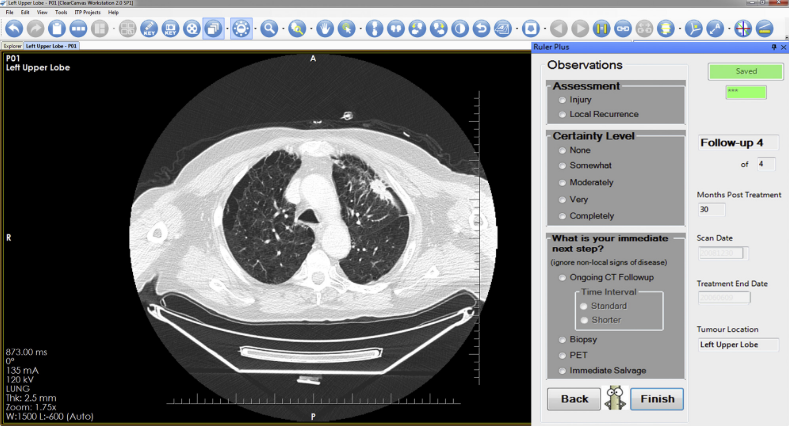 Left Upper Lobe - P01 [ClearCanvas Workstation 2.0 SP1]
File Edit View Tools ITP Projects Help
KEY KEY
Explorer Left Upper Lobe - P01
P01
Left Upper Lobe
A
R
P
873.00 ms
0°
135 mA
120 kV
LUNG
Thk: 2.5 mm
Zoom: 1.75x
W:1500 L:-600 (Auto)
Ruler Plus
Observations
Assessment
Injury
Local Recurrence
Certainty Level
None
Somewhat
Moderately
Very
Completely
What is your immediate
next step?
(ignore non-local signs of disease)
Ongoing CT Followup
Time Interval
Standard
Shorter
Biopsy
PET
Immediate Salvage
Back
Finish
Saved
***
Follow-up 4
of 4
Months Post Treatment
30
Scan Date
Treatment End Date
Tumour Location
Left Upper Lobe